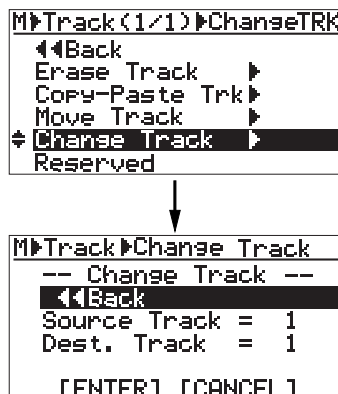 M▶Track(1/1)▶ChangeTRK
◀◀Back
Erase Track ▶
Copy-Paste Trk▶
Move Track ▶
Change Track ▶
Reserved
M▶Track▶Change Track
-- Change Track --
◀◀Back
Source Track = 1
Dest. Track = 1
[ENTER] [CANCEL]